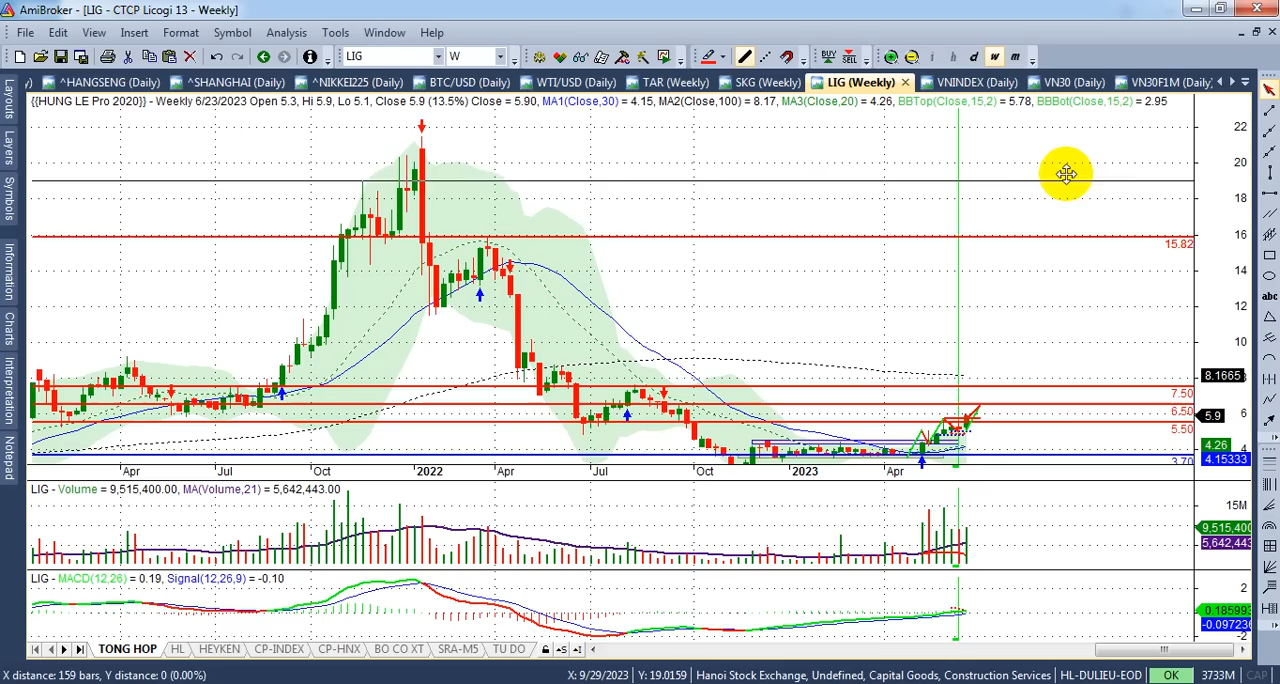 AmiBroker - [LIG - CTCP Licogi 13 - Weekly]
File Edit View Insert Format Symbol Analysis Tools Window Help
LIG W BUY SELL i h d w m
^HANGSENG (Daily) ^SHANGHAI (Daily) ^NIKKEI225 (Daily) BTC/USD (Daily) WTI/USD (Daily) TAR (Weekly) SKG (Weekly) LIG (Weekly) VNINDEX (Daily) VN30 (Daily) VN30F1M (Daily)
{{HUNG LE Pro 2020}} - Weekly 6/23/2023 Open 5.3, Hi 5.9, Lo 5.1, Close 5.9 (13.5%) Close = 5.90, MA1(Close,30) = 4.15, MA2(Close,100) = 8.17, MA3(Close,20) = 4.26, BBTop(Close,15,2) = 5.78, BBBot(Close,15,2) = 2.95
Layouts
Layers
Symbols
Information
Charts
Interpretation
Notepad
abc
22
20
18
16
15.82
14
12
10
8.1665
7.50
6.50
6
5.9
5.50
4.26
4
4.15333
3.70
Apr Jul Oct 2022 Apr Jul Oct 2023 Apr
LIG - Volume = 9,515,400.00, MA(Volume,21) = 5,642,443.00
15M
9,515,400
5,642,443
LIG - MACD(12,26) = 0.19, Signal(12,26,9) = -0.10
2
0.185993
-0.097236
-2
TONG HOP HL HEYKEN CP-INDEX CP-HNX BO CO XT SRA-M5 TU DO
X distance: 159 bars, Y distance: 0 (0.00%) X: 9/29/2023 Y: 19.0159 Hanoi Stock Exchange, Undefined, Capital Goods, Construction Services HL-DULIEU-EOD OK 3733M CAP